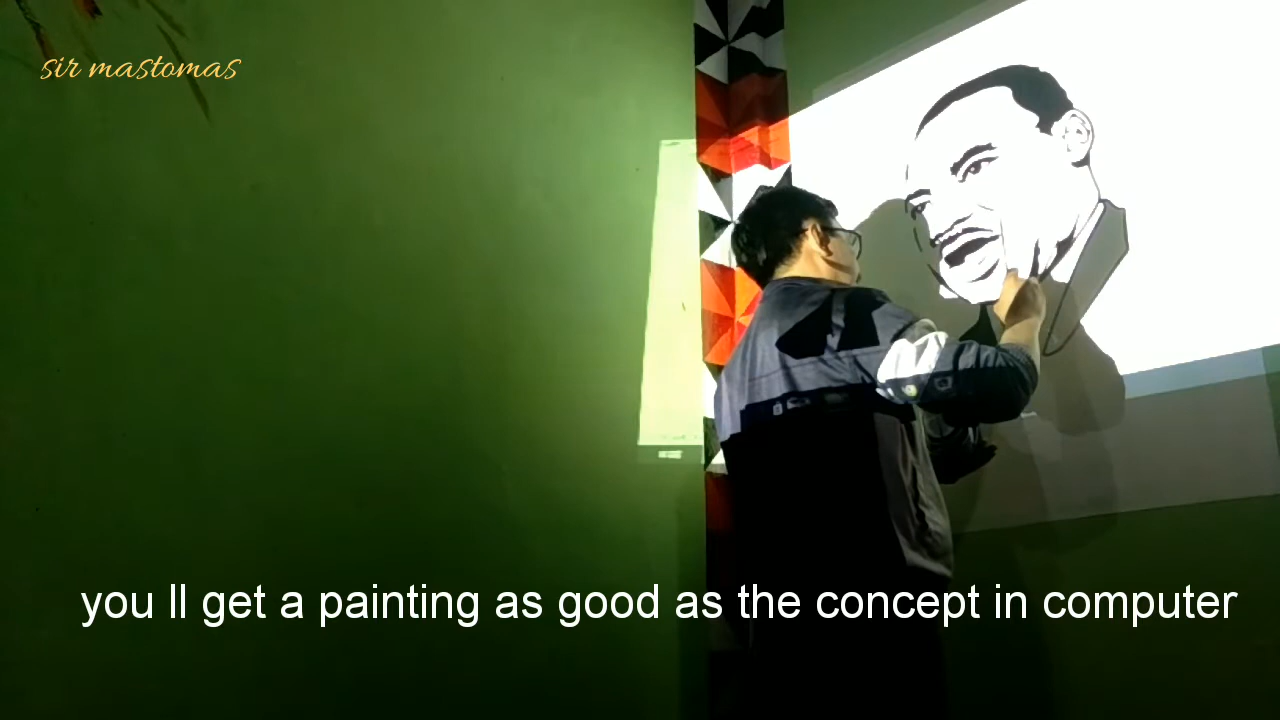 sir mastomas
you ll get a painting as good as the concept in computer